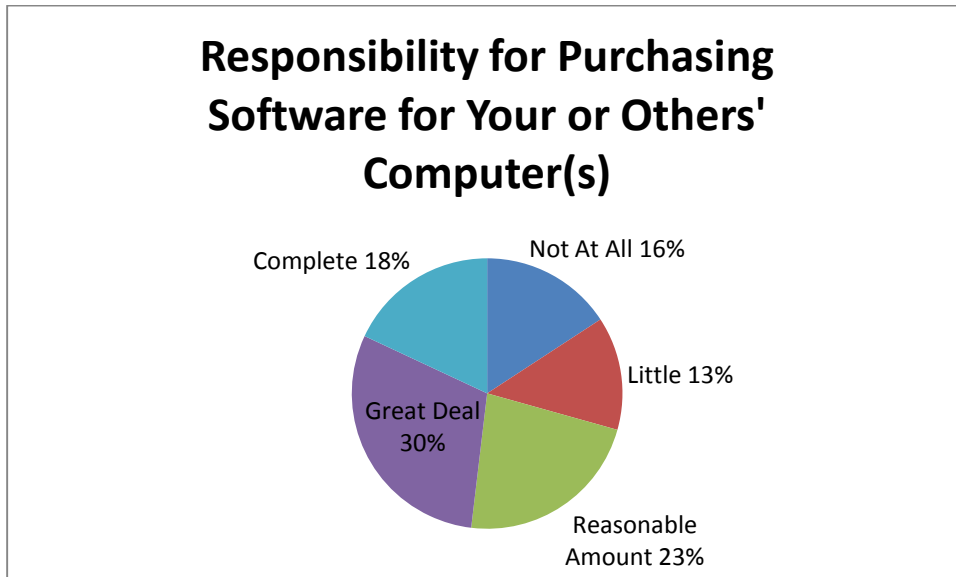 Responsibility for Purchasing
Software for Your or Others'
Computer(s)
Not At All 16%
Little 13%
Reasonable
Amount 23%
Great Deal
30%
Complete 18%